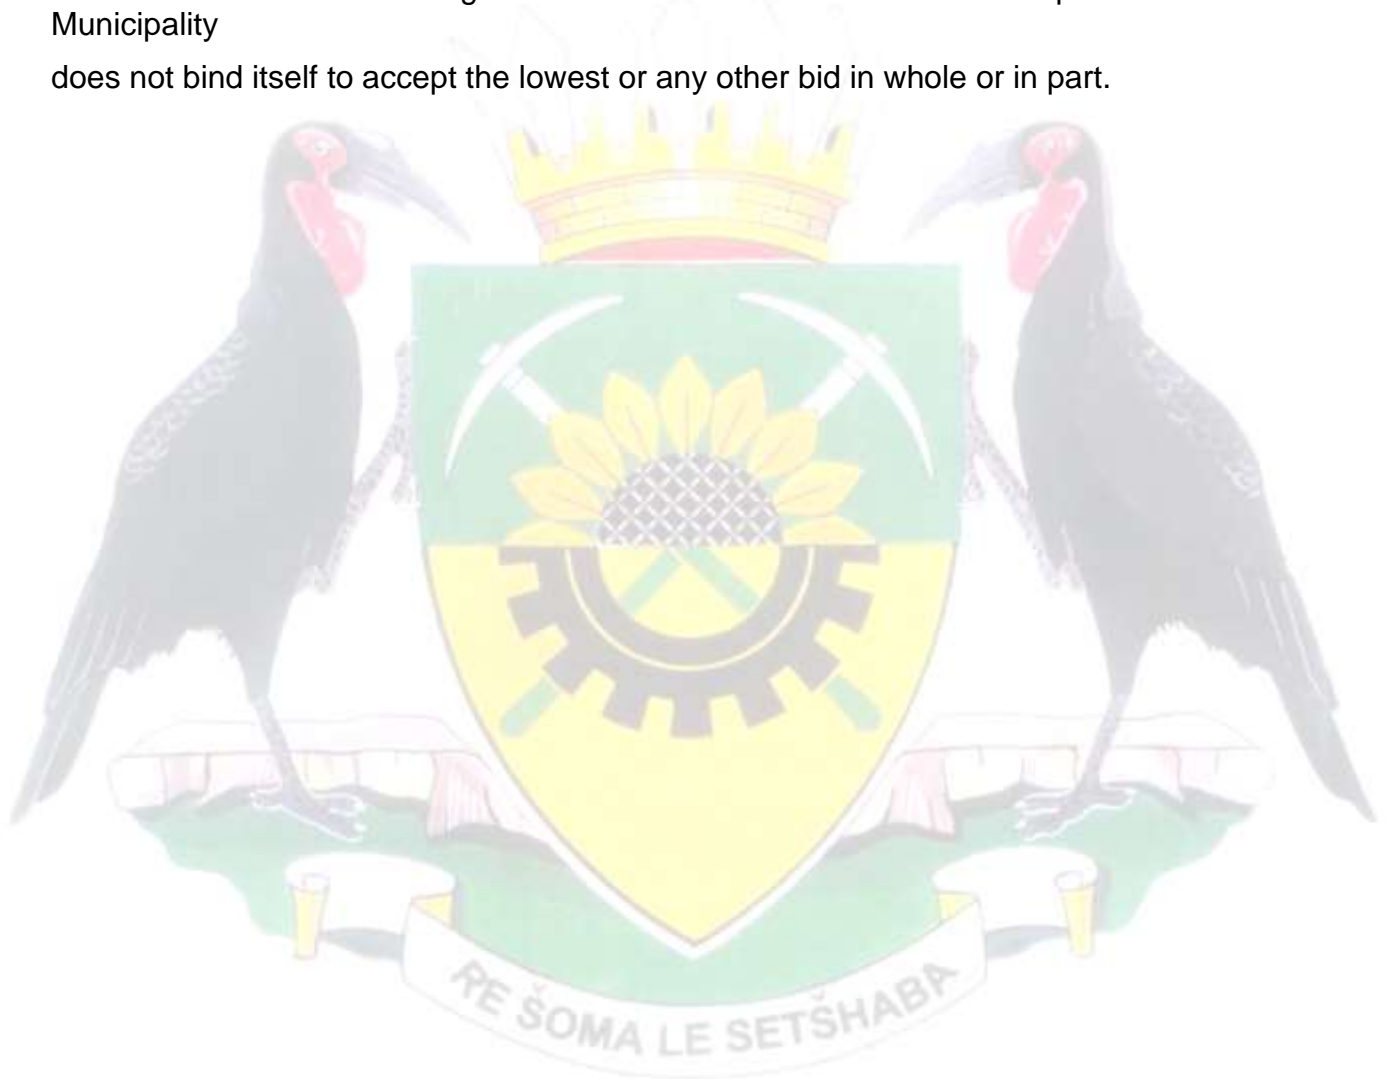 Municipality
does not bind itself to accept the lowest or any other bid in whole or in part.
RE ŠOMA LE SETŠHABA